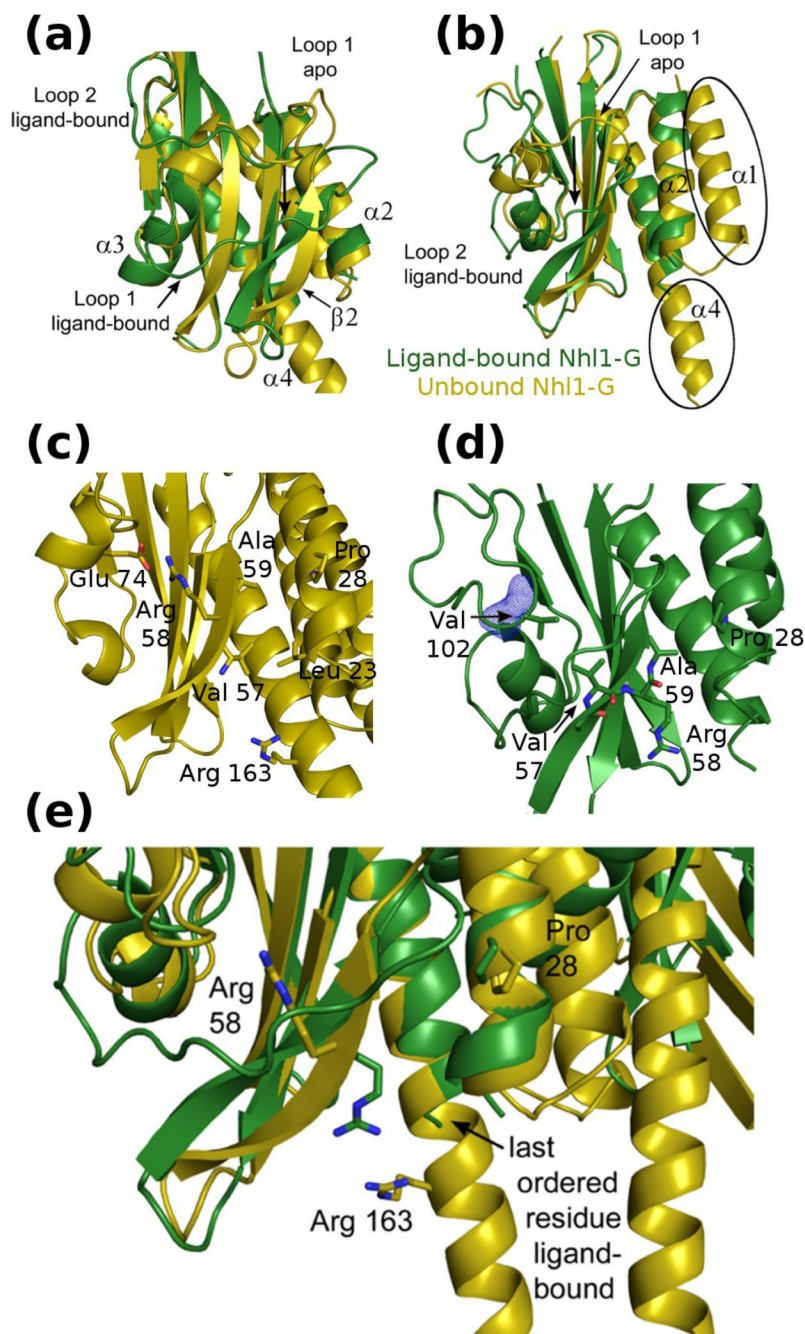 (a)
Loop 1
apo
Loop 2
ligand-bound
α2
α3
Loop 1
ligand-bound
β2
α4
(b)
Loop 1
apo
α1
α2
Loop 2
ligand-bound
α4
Ligand-bound Nhl1-G
Unbound Nhl1-G
(c)
Ala
59
Pro
28
Glu 74
Arg
58
Leu 23
Val 57
Arg 163
(d)
Val
102
Pro 28
Ala
59
Val
57
Arg
58
(e)
Pro
28
Arg
58
last
ordered
residue
ligand-
bound
Arg 163